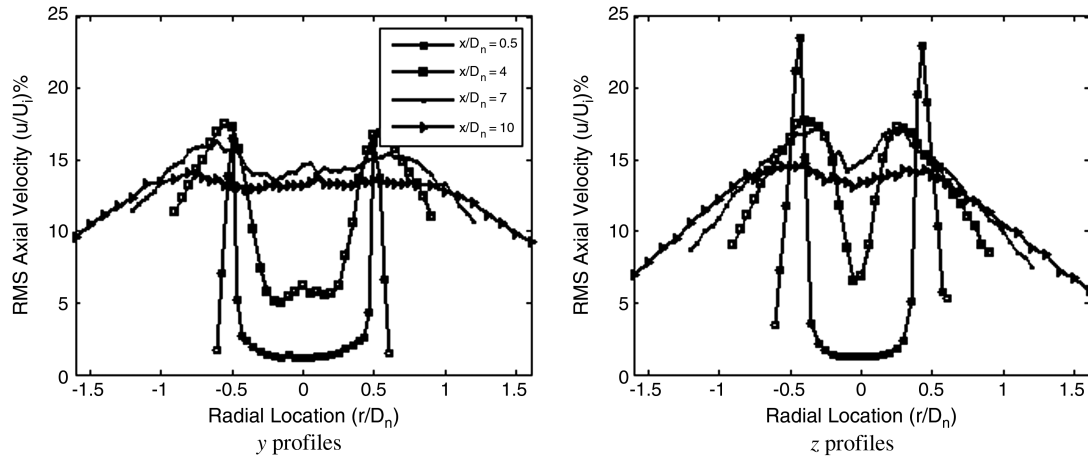 25
20
15
10
5
0
RMS Axial Velocity (u/Uᵢ)%
x/Dₙ = 0.5
x/Dₙ = 4
x/Dₙ = 7
x/Dₙ = 10
-1.5 -1 -0.5 0 0.5 1 1.5
Radial Location (r/Dₙ)
y profiles
25
20
15
10
5
0
RMS Axial Velocity (u/Uᵢ)%
-1.5 -1 -0.5 0 0.5 1 1.5
Radial Location (r/Dₙ)
z profiles